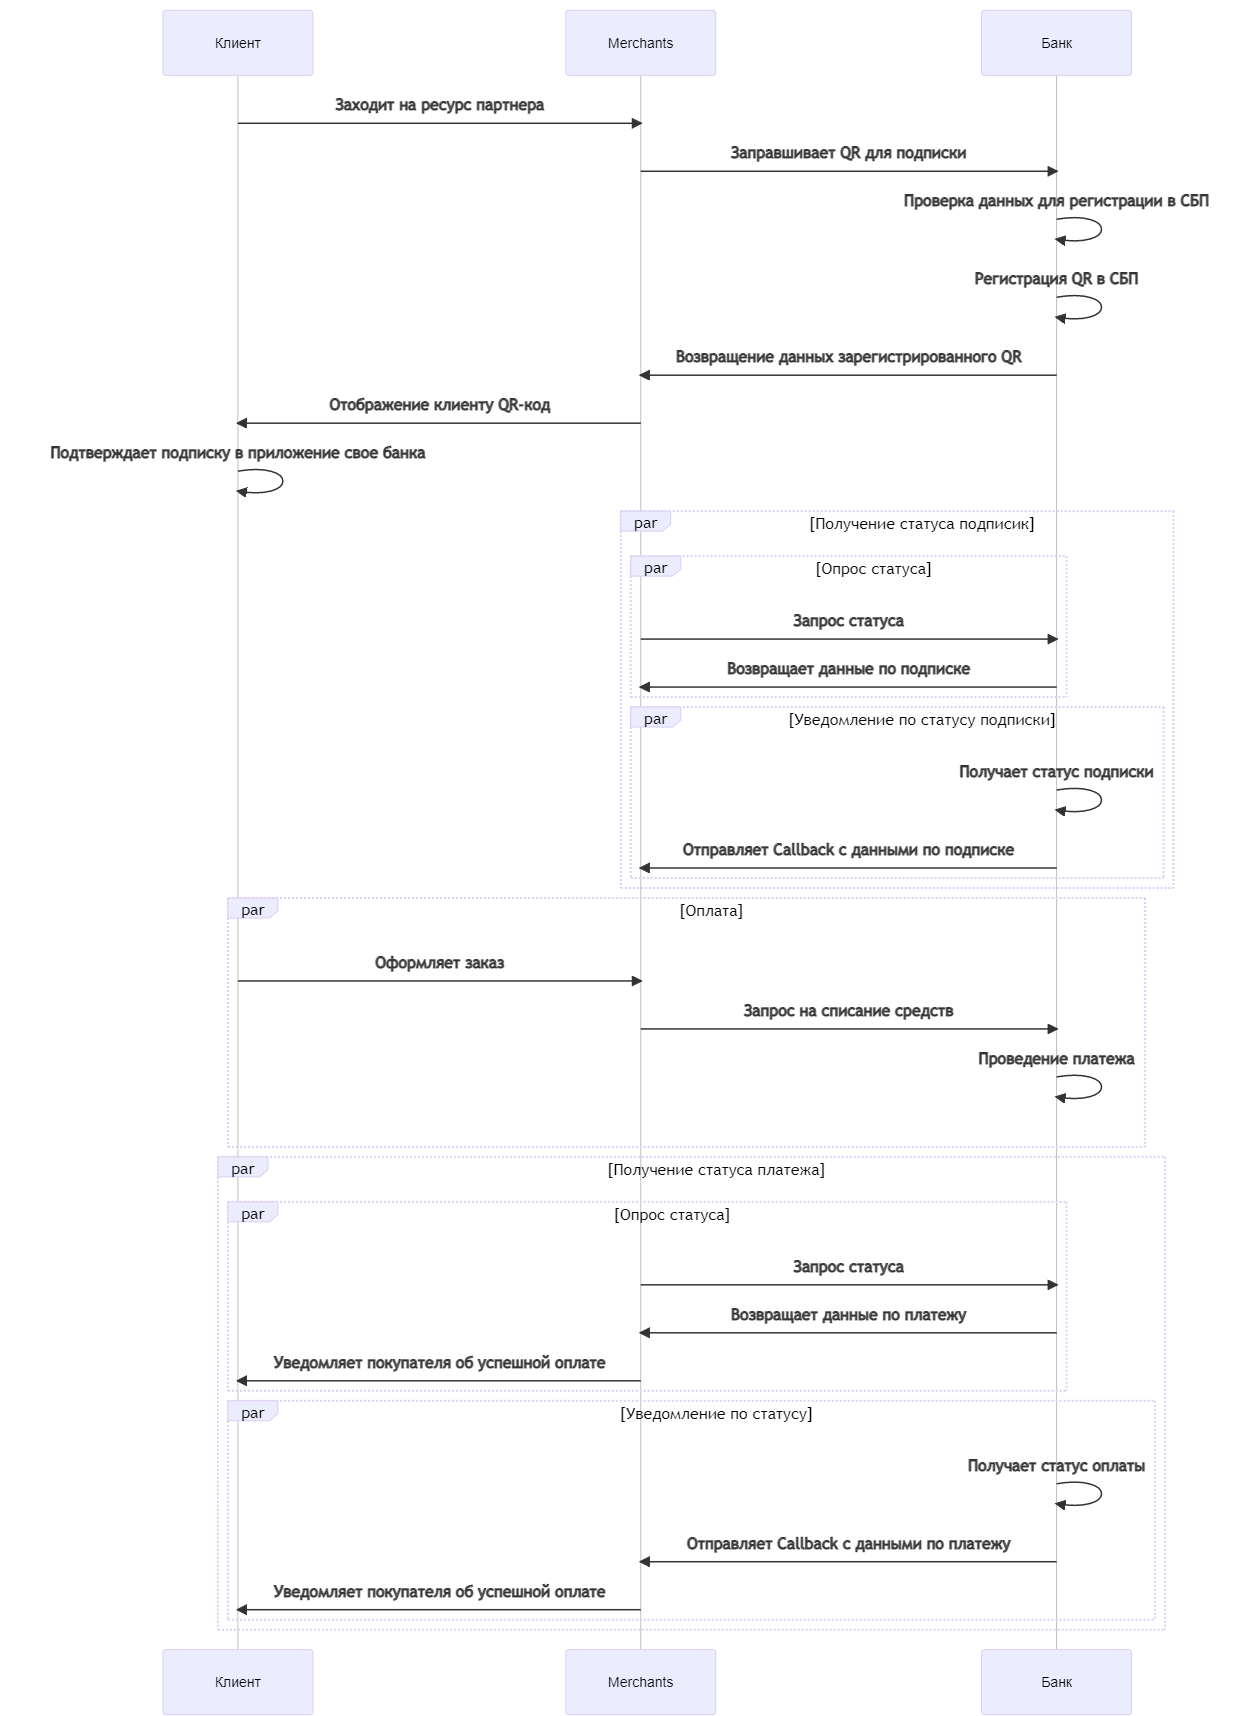 Клиент
Merchants
Банк
Заходит на ресурс партнера
Заправшивает QR для подписки
Проверка данных для регистрации в СБП
Регистрация QR в СБП
Возвращение данных зарегистрированного QR
Отображение клиенту QR-код
Подтверждает подписку в приложение свое банка
par
[Получение статуса подписик]
par
[Опрос статуса]
Запрос статуса
Возвращает данные по подписке
par
[Уведомление по статусу подписки]
Получает статус подписки
Отправляет Callback с данными по подписке
par
[Оплата]
Оформляет заказ
Запрос на списание средств
Проведение платежа
par
[Получение статуса платежа]
par
[Опрос статуса]
Запрос статуса
Возвращает данные по платежу
Уведомляет покупателя об успешной оплате
par
[Уведомление по статусу]
Получает статус оплаты
Отправляет Callback с данными по платежу
Уведомляет покупателя об успешной оплате
Клиент
Merchants
Банк